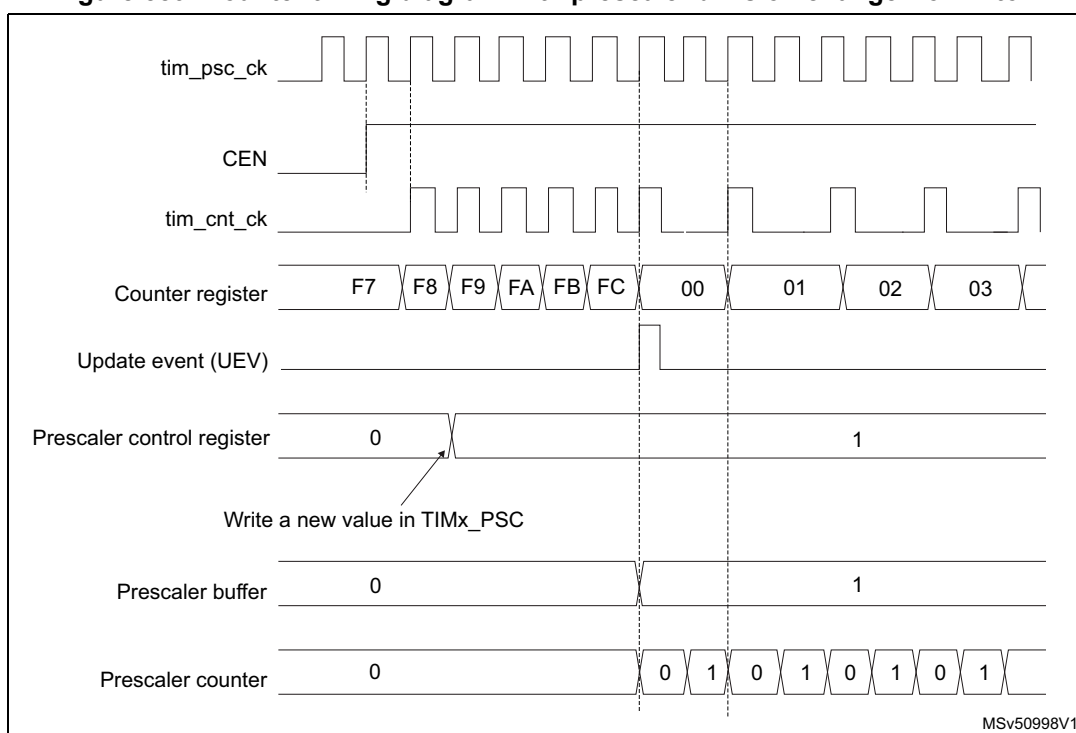 tim_psc_ck
CEN
tim_cnt_ck
Counter register F7 F8 F9 FA FB FC 00 01 02 03
Update event (UEV)
Prescaler control register 0 1
Write a new value in TIMx_PSC
Prescaler buffer 0 1
Prescaler counter 0 0 1 0 1 0 1 0 1
MSv50998V1